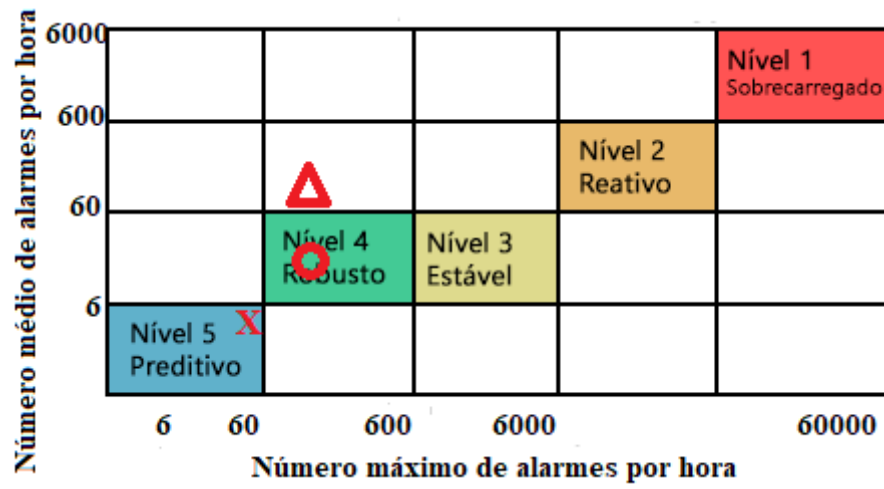 Número médio de alarmes por hora
6000
600
60
6
Nível 1
Sobrecarregado
Nível 2
Reativo
Nível 4
Robusto
Nível 3
Estável
Nível 5
X
Preditivo
6 60 600 6000 60000
Número máximo de alarmes por hora